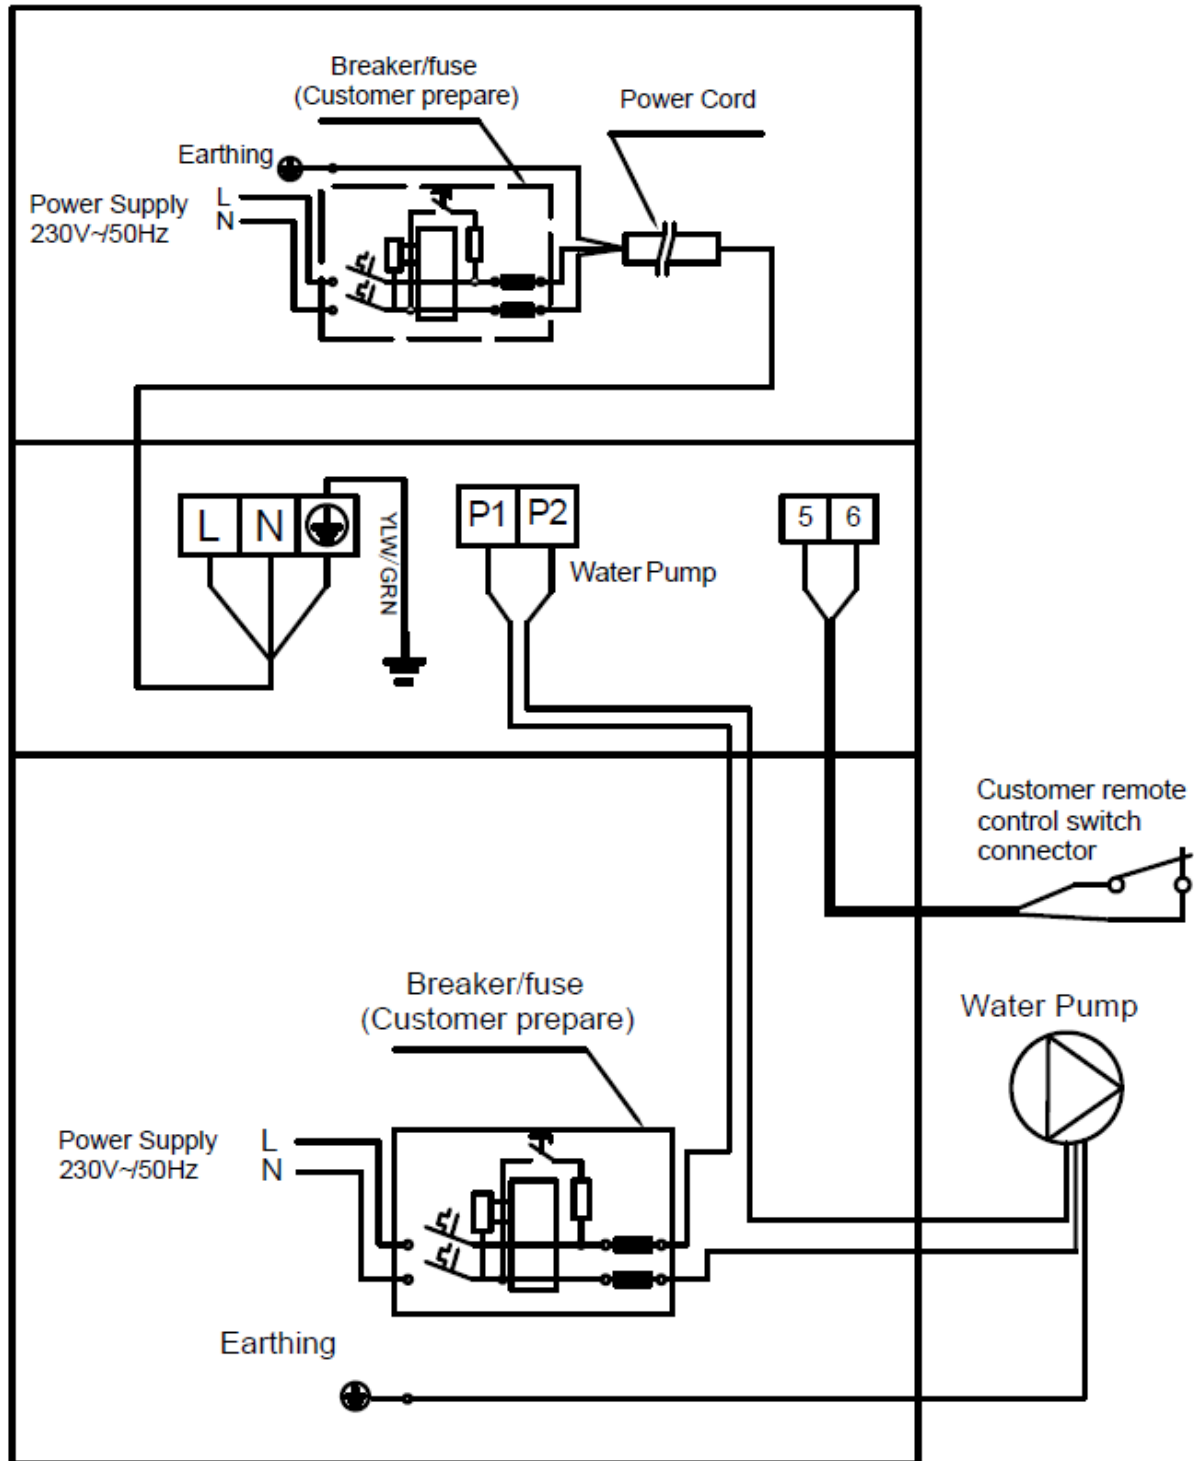 Breaker/fuse
(Customer prepare)
Power Cord
Earthing
Power Supply L
230V~/50Hz N
L N
P1 P2
5 6
YLW/GRN
Water Pump
Customer remote
control switch
connector
Breaker/fuse
(Customer prepare)
Water Pump
Power Supply L
230V~/50Hz N
Earthing